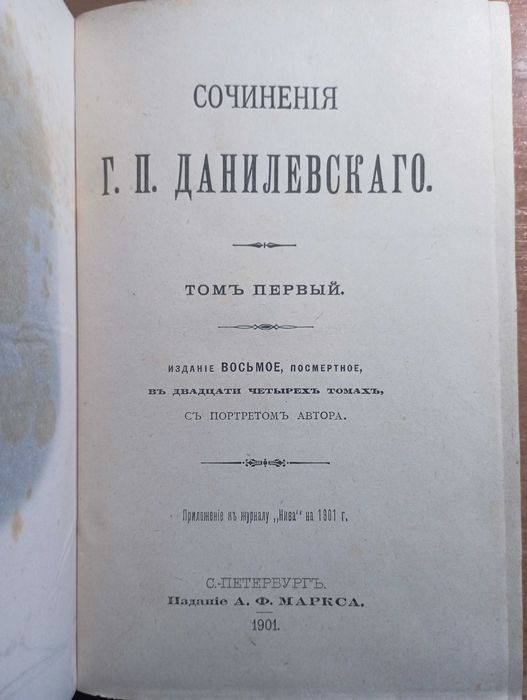 СОЧИНЕНІЯ
Г. П. ДАНИЛЕВСКАГО.
ТОМЪ ПЕРВЫЙ.
ИЗДАНІЕ ВОСЬМОЕ, ПОСМЕРТНОЕ,
ВЪ ДВАДЦАТИ ЧЕТЫРЕХЪ ТОМАХЪ,
СЪ ПОРТРЕТОМЪ АВТОРА.
Приложеніе къ журналу „Нива“ на 1901 г.
С.-ПЕТЕРБУРГЪ.
Изданіе А. Ф. МАРКСА.
1901.